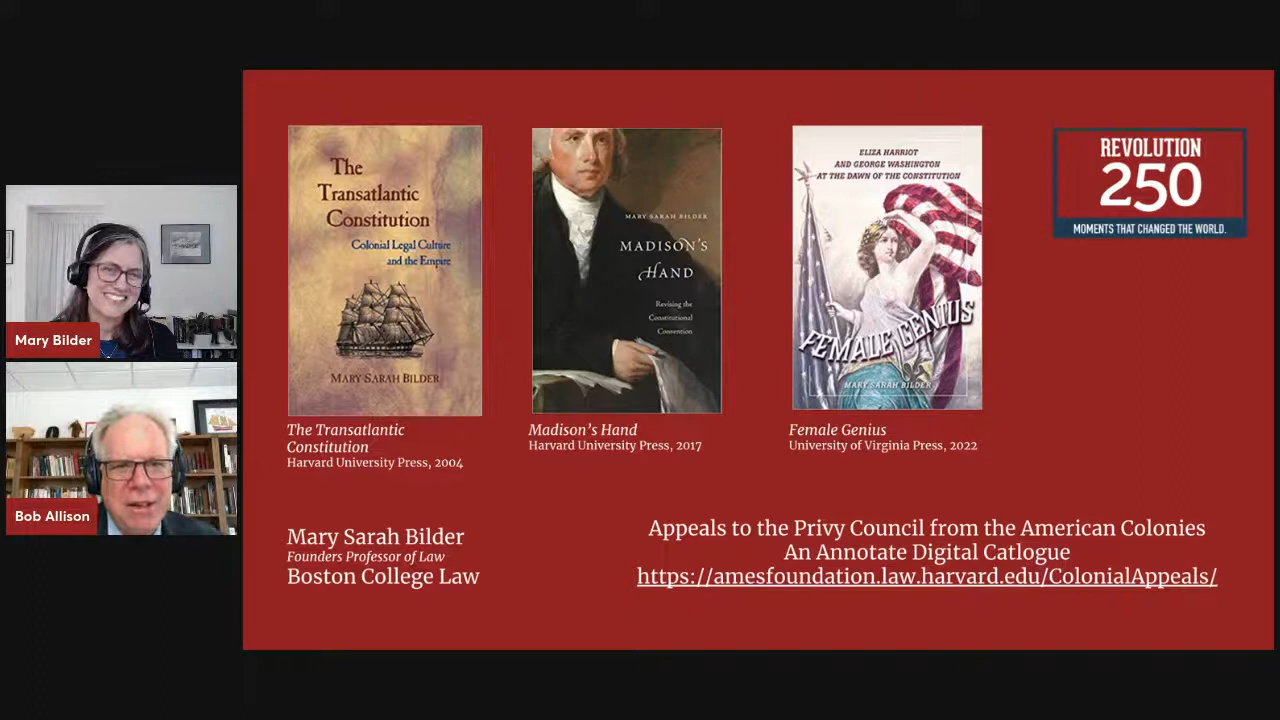 The
Transatlantic
Constitution
Colonial Legal Culture
and the Empire
MARY SARAH BILDER
The Transatlantic
Constitution
Harvard University Press, 2004
MARY SARAH BILDER
MADISON'S
HAND
Revising the
Constitutional
Convention
Madison's Hand
Harvard University Press, 2017
ELIZA HARRIOT
AND GEORGE WASHINGTON
AT THE DAWN OF THE CONSTITUTION
FEMALE GENIUS
MARY SARAH BILDER
Female Genius
University of Virginia Press, 2022
REVOLUTION
250
MOMENTS THAT CHANGED THE WORLD.
Mary Bilder
Bob Allison
Mary Sarah Bilder
Founders Professor of Law
Boston College Law
Appeals to the Privy Council from the American Colonies
An Annotate Digital Catlogue
https://amesfoundation.law.harvard.edu/ColonialAppeals/